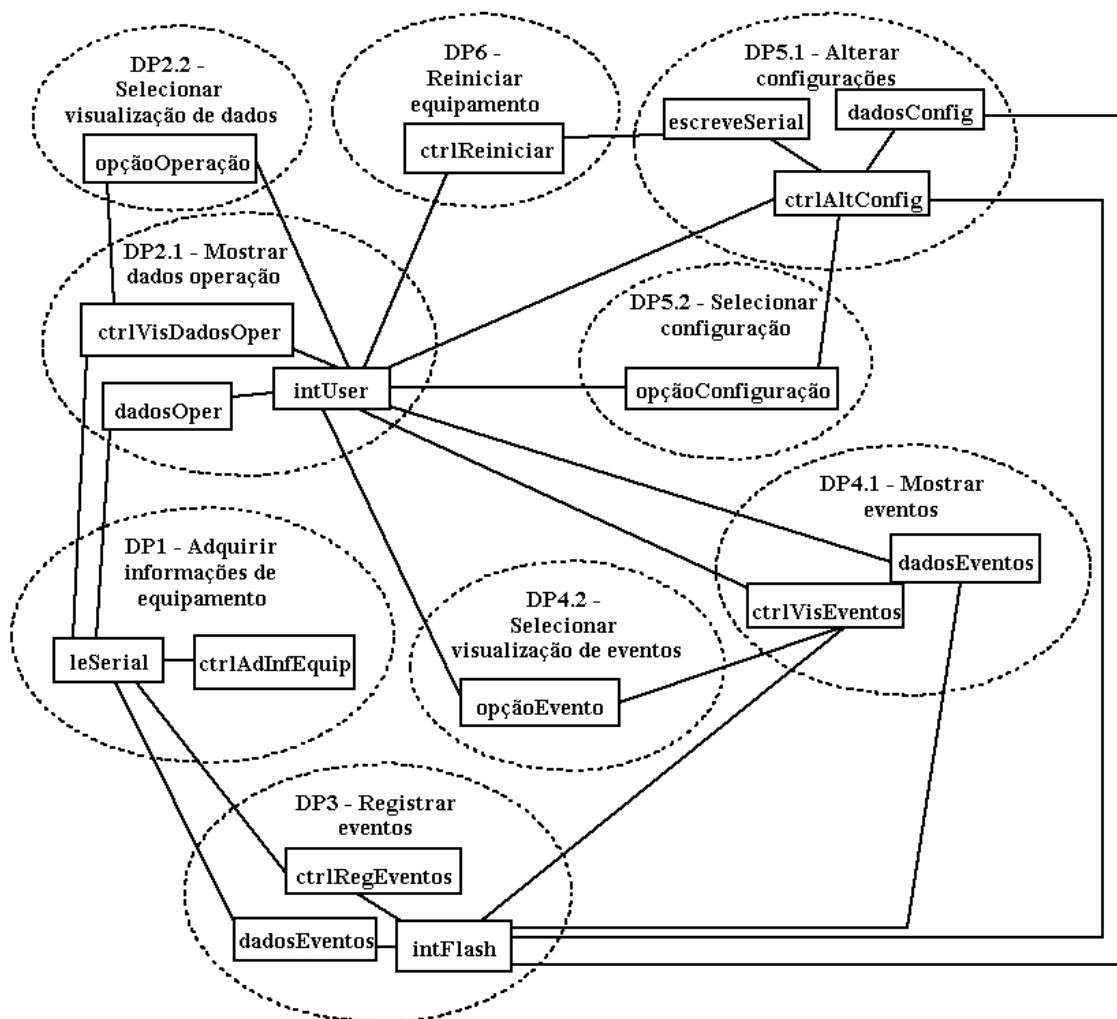 DP2.2 -
Selecionar
visualização de dados
opçãoOperação
DP6 -
Reiniciar
equipamento
ctrlReiniciar
DP5.1 - Alterar
configurações
escreveSerial
dadosConfig
ctrlAltConfig
DP2.1 - Mostrar
dados operação
ctrlVisDadosOper
dadosOper
intUser
DP5.2 - Selecionar
configuração
opçãoConfiguração
DP4.1 - Mostrar
eventos
dadosEventos
ctrlVisEventos
DP1 - Adquirir
informações de
equipamento
leSerial
ctrlAdInfEquip
DP4.2 -
Selecionar
visualização de eventos
opçãoEvento
DP3 - Registrar
eventos
ctrlRegEventos
dadosEventos
intFlash